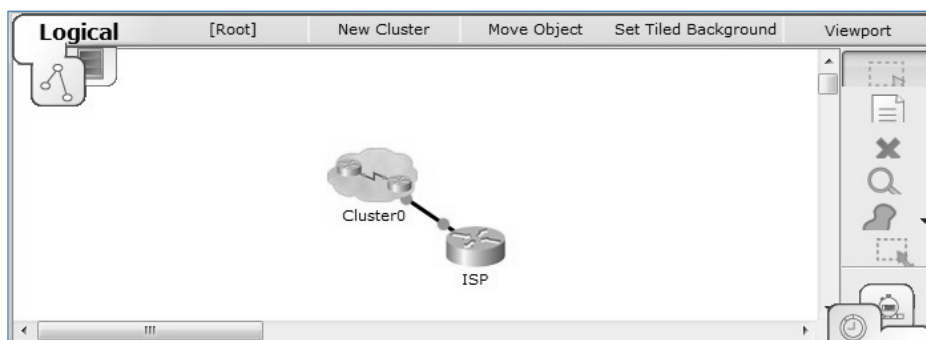 Logical [Root] New Cluster Move Object Set Tiled Background Viewport
Cluster0
ISP